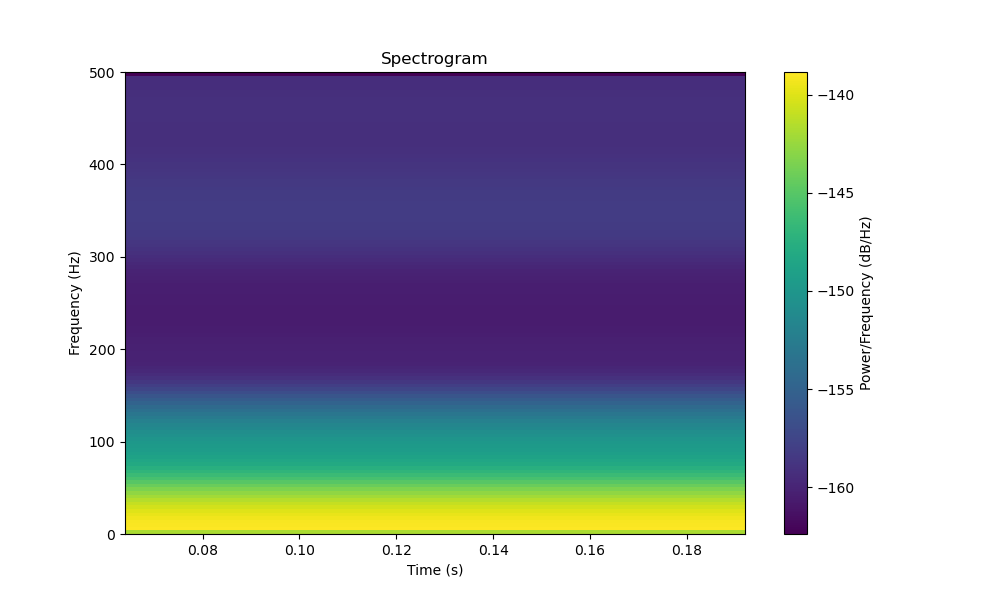 Spectrogram
500
400
300
200
100
0
Frequency (Hz)
0.08 0.10 0.12 0.14 0.16 0.18
Time (s)
−140
−145
−150
−155
−160
Power/Frequency (dB/Hz)